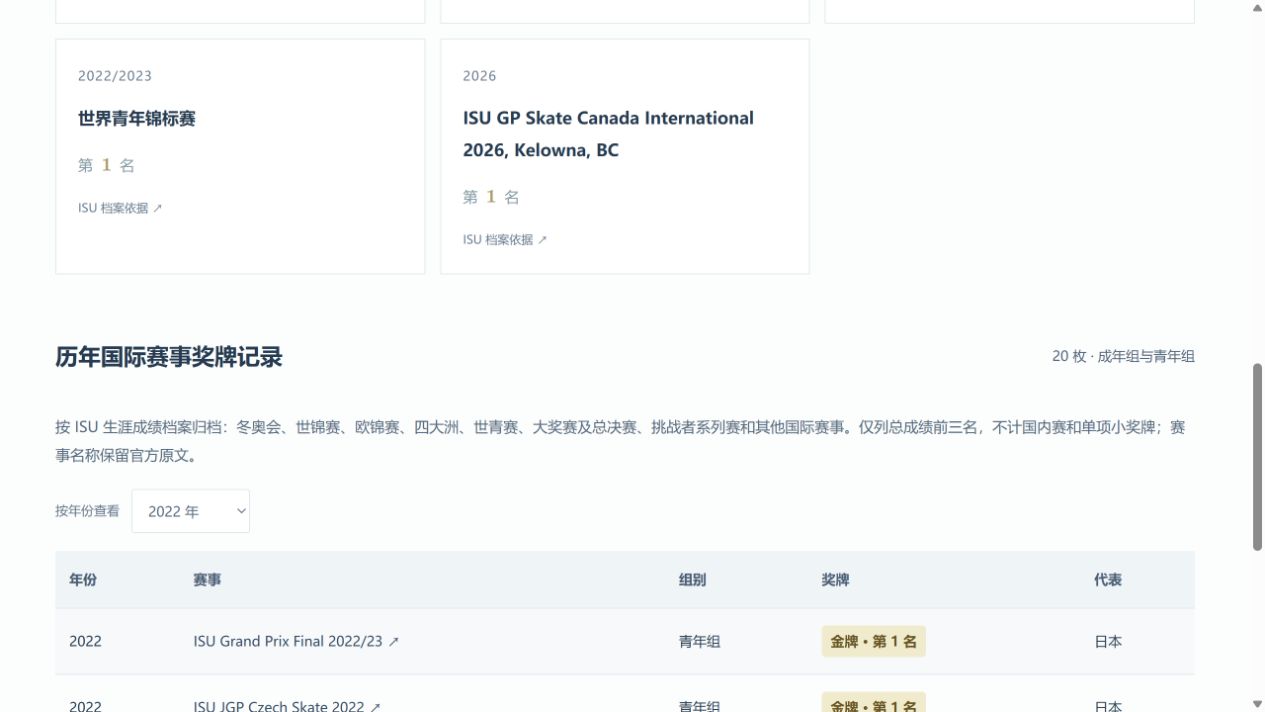 2022/2023
世界青年锦标赛
第 1 名
ISU 档案依据 ↗
2026
ISU GP Skate Canada International
2026, Kelowna, BC
第 1 名
ISU 档案依据 ↗
历年国际赛事奖牌记录
20 枚 · 成年组与青年组
按 ISU 生涯成绩档案归档：冬奥会、世锦赛、欧锦赛、四大洲、世青赛、大奖赛及总决赛、挑战者系列赛和其他国际赛事。仅列总成绩前三名，不计国内赛和单项小奖牌；赛
事名称保留官方原文。
按年份查看 2022 年
年份 赛事 组别 奖牌 代表
2022 ISU Grand Prix Final 2022/23 ↗ 青年组 金牌 · 第 1 名 日本
2022 ISU JGP Czech Skate 2022 ↗ 青年组 金牌 · 第 1 名 日本